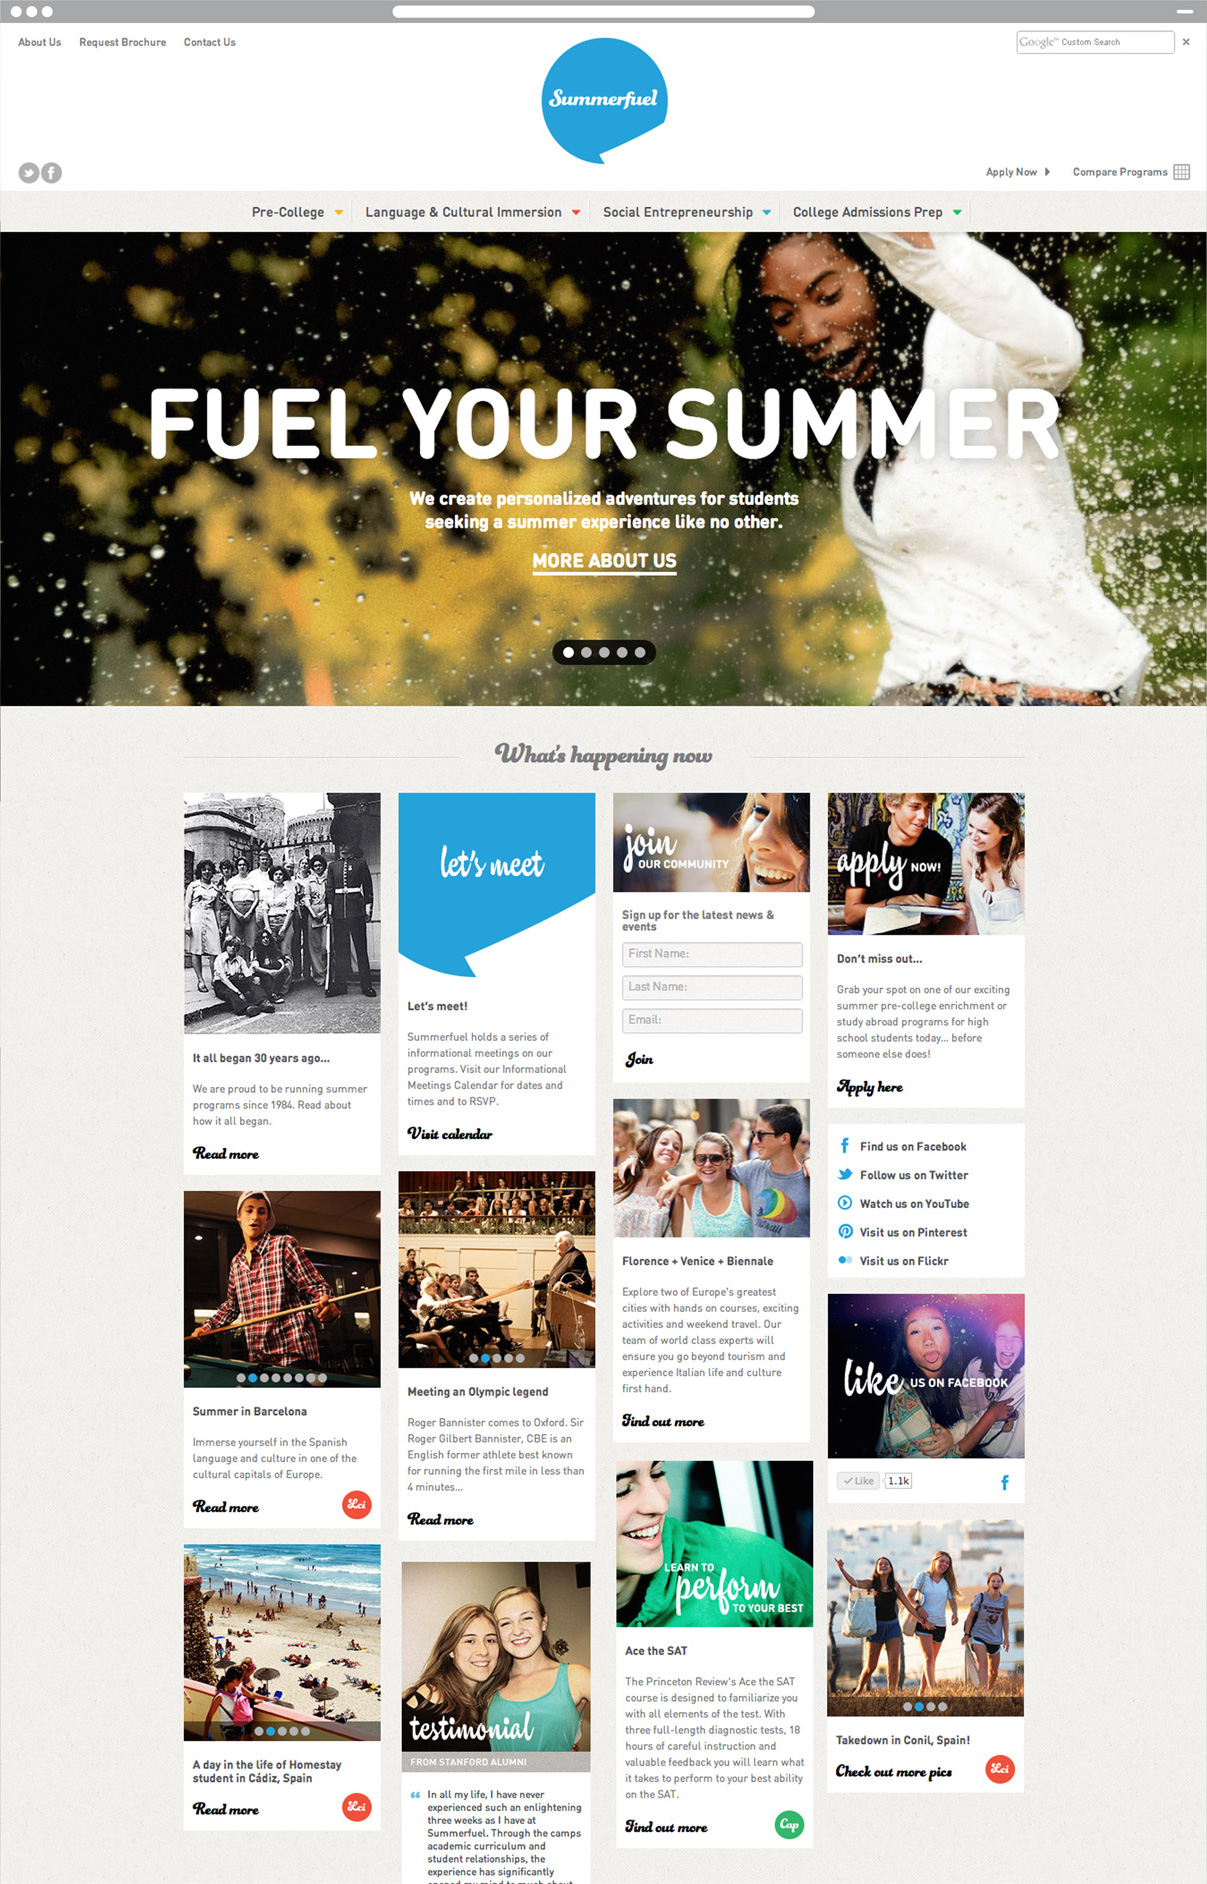 About Us
Request Brochure
Contact Us
Google™ Custom Search
Summerfuel
Apply Now
Compare Programs
Pre-College
Language & Cultural Immersion
Social Entrepreneurship
College Admissions Prep
FUEL YOUR SUMMER
We create personalized adventures for students
seeking a summer experience like no other.
MORE ABOUT US
What's happening now
It all began 30 years ago...
We are proud to be running summer
programs since 1984. Read about
how it all began.
Read more
Summer in Barcelona
Immerse yourself in the Spanish
language and culture in one of the
cultural capitals of Europe.
Read more
Lci
A day in the life of Homestay
student in Cádiz, Spain
Read more
Lci
let's meet
Let's meet!
Summerfuel holds a series of
informational meetings on our
programs. Visit our Informational
Meetings Calendar for dates and
times and to RSVP.
Visit calendar
Meeting an Olympic legend
Roger Bannister comes to Oxford. Sir
Roger Gilbert Bannister, CBE is an
English former athlete best known
for running the first mile in less than
4 minutes...
Read more
testimonial
FROM STANFORD ALUMNI
“ In all my life, I have never
experienced such an enlightening
three weeks as I have at
Summerfuel. Through the camps
academic curriculum and
student relationships, the
experience has significantly
opened my mind to much about
join
OUR COMMUNITY
Sign up for the latest news &
events
First Name:
Last Name:
Email:
Join
Florence + Venice + Biennale
Explore two of Europe's greatest
cities with hands on courses, exciting
activities and weekend travel. Our
team of world class experts will
ensure you go beyond tourism and
experience Italian life and culture
first hand.
Find out more
LEARN TO
perform
TO YOUR BEST
Ace the SAT
The Princeton Review's Ace the SAT
course is designed to familiarize you
with all elements of the test. With
three full-length diagnostic tests, 18
hours of careful instruction and
valuable feedback you will learn what
it takes to perform to your best ability
on the SAT.
Find out more
Cap
apply NOW!
Don't miss out...
Grab your spot on one of our exciting
summer pre-college enrichment or
study abroad programs for high
school students today... before
someone else does!
Apply here
Find us on Facebook
Follow us on Twitter
Watch us on YouTube
Visit us on Pinterest
Visit us on Flickr
like US ON FACEBOOK
Like 1.1k
Takedown in Conil, Spain!
Check out more pics
Lci